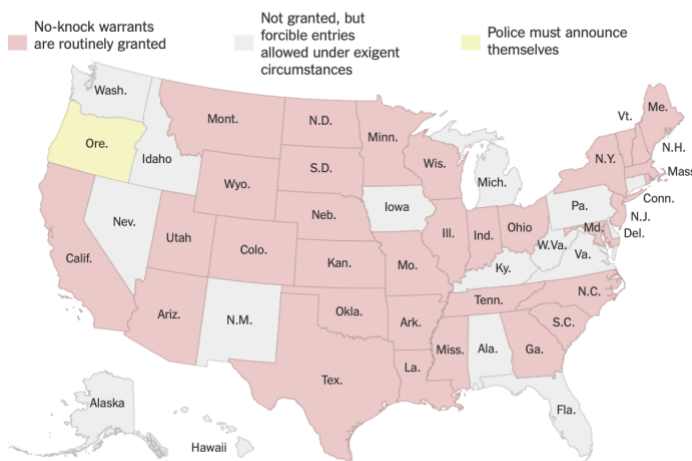 No-knock warrants
are routinely granted
Not granted, but
forcible entries
allowed under exigent
circumstances
Police must announce
themselves
Wash.
Mont.
N.D.
Minn.
Vt.
Me.
Ore.
Idaho
S.D.
Wis.
Mich.
N.Y.
N.H.
Mass
Wyo.
Conn.
Nev.
Neb.
Iowa
Pa.
N.J.
Utah
Colo.
Ill.
Ind.
Ohio
Md.
Del.
Calif.
Kan.
Mo.
W.Va.
Va.
Ky.
Ariz.
N.M.
Okla.
Ark.
Tenn.
N.C.
S.C.
Tex.
La.
Miss.
Ala.
Ga.
Alaska
Fla.
Hawaii